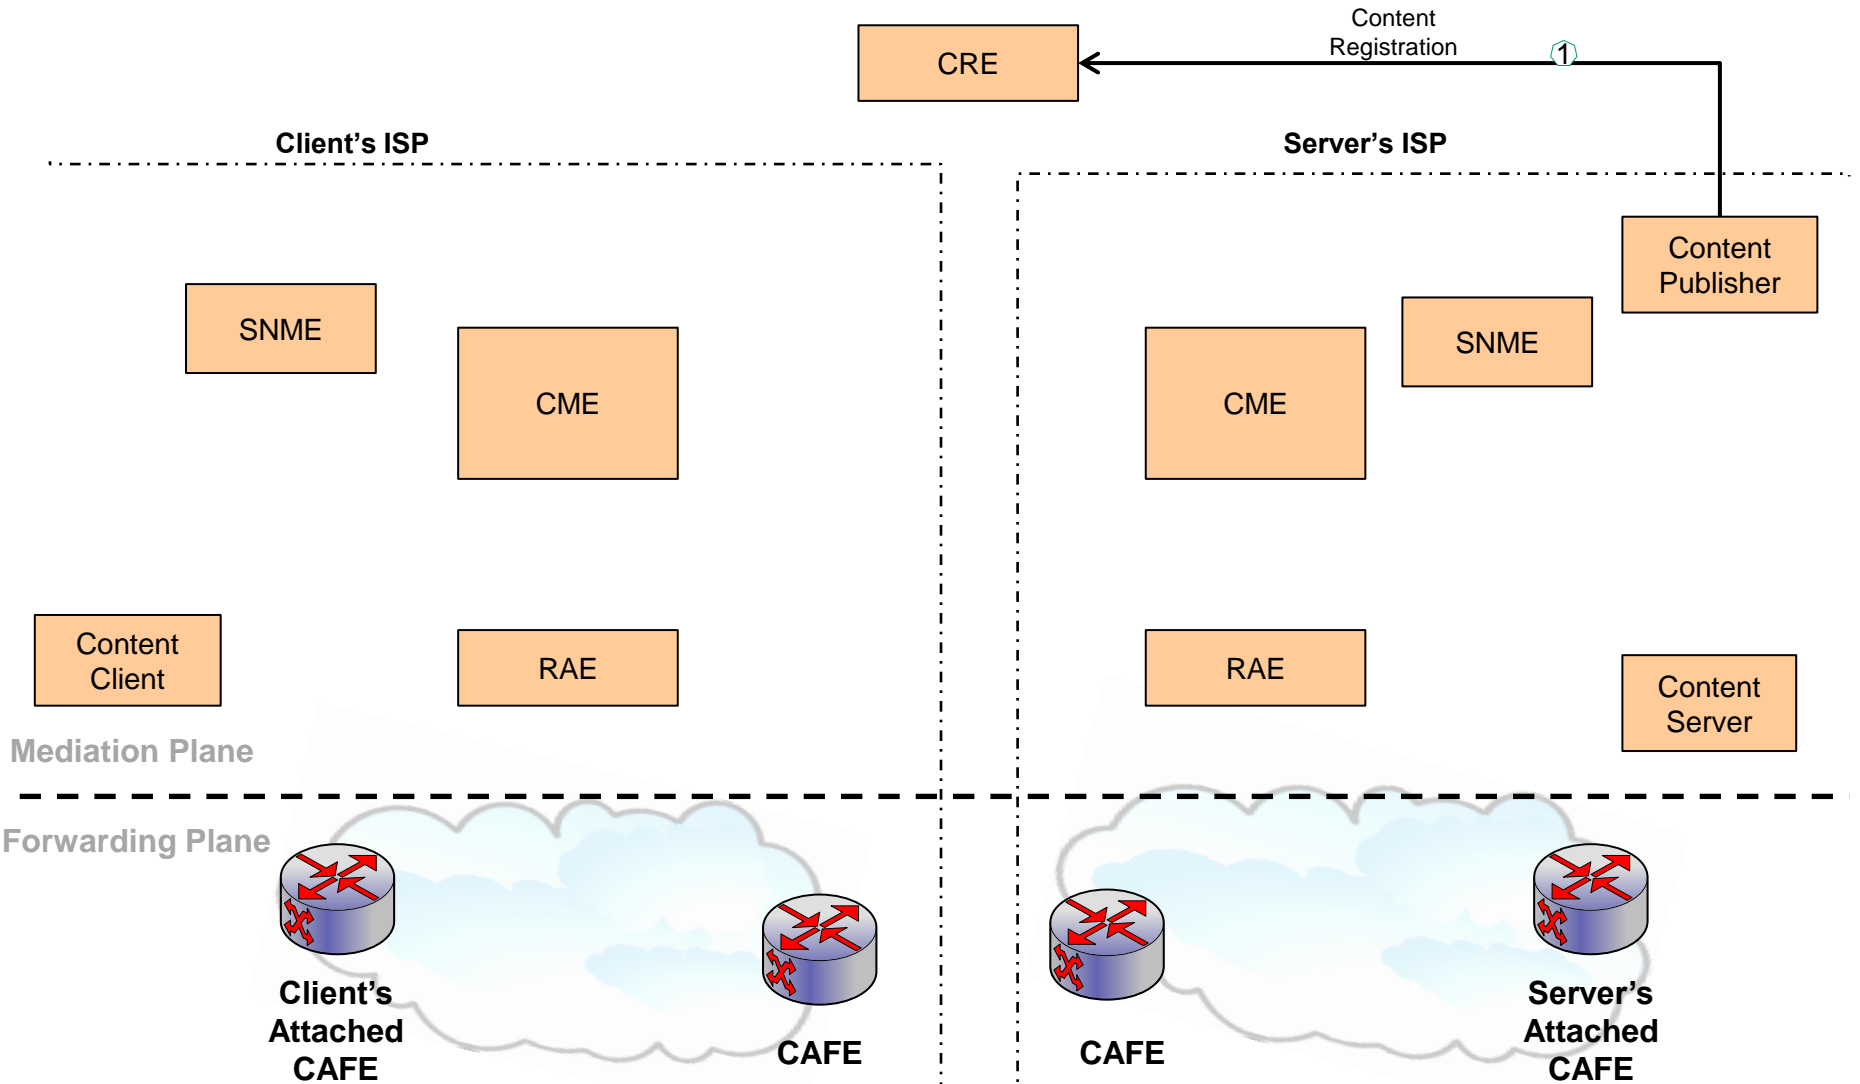 Content
Registration
1
CRE
Client's ISP
Server's ISP
Content
Publisher
SNME
CME
CME
SNME
Content
Client
RAE
RAE
Content
Server
Mediation Plane
Forwarding Plane
Client's
Attached
CAFE
CAFE
CAFE
Server's
Attached
CAFE